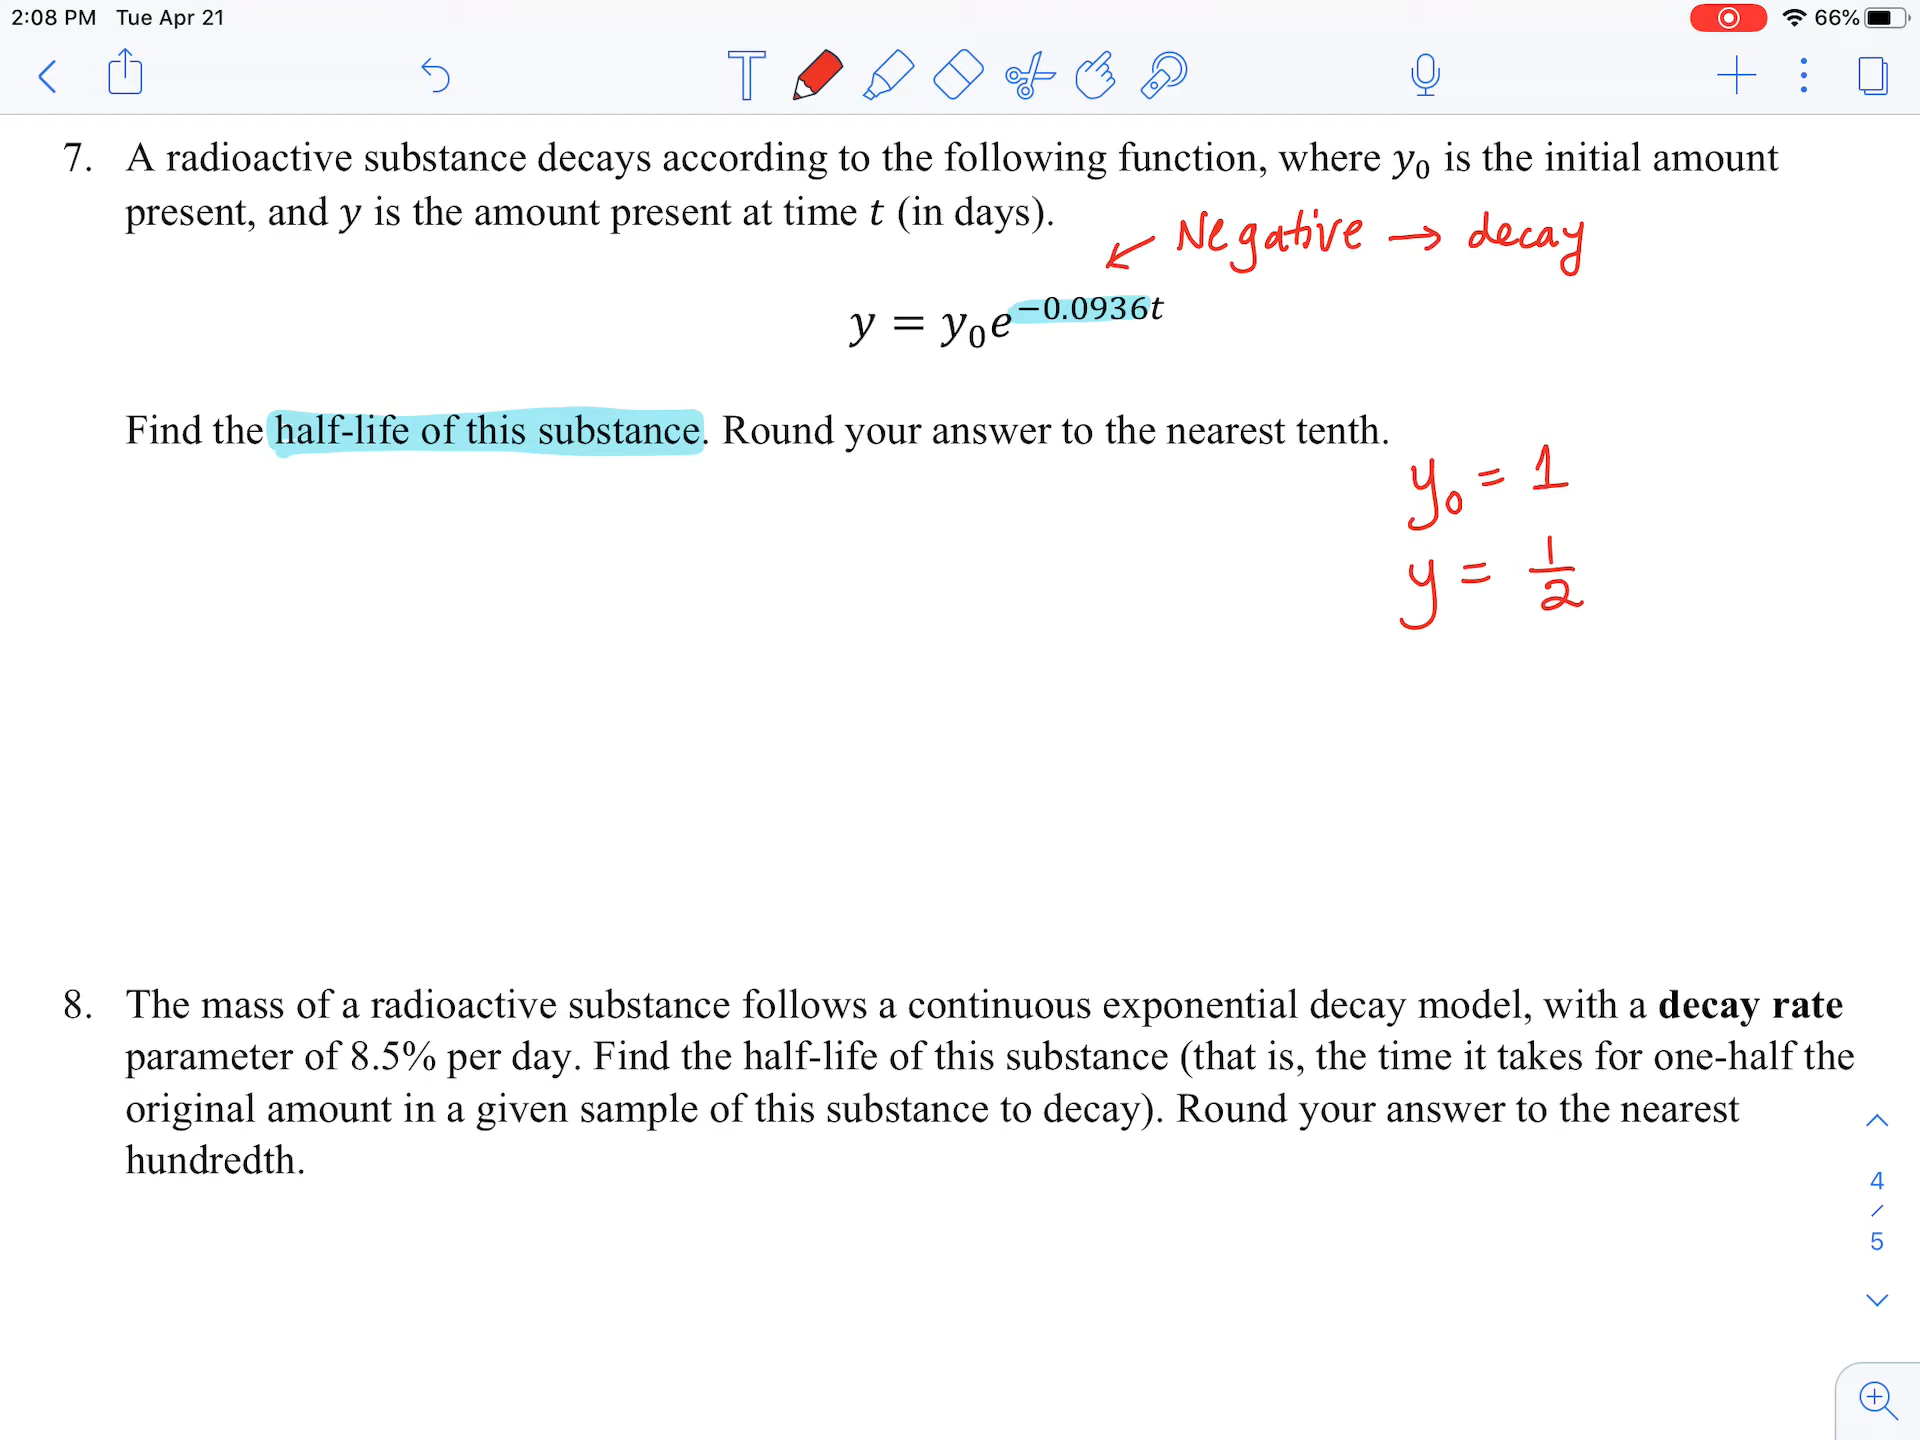 2:08 PM Tue Apr 21
66%
7. A radioactive substance decays according to the following function, where y₀ is the initial amount
present, and y is the amount present at time t (in days).
Negative → decay
y = y₀e^−0.0936t
Find the half-life of this substance. Round your answer to the nearest tenth.
y₀ = 1
y = 1/2
8. The mass of a radioactive substance follows a continuous exponential decay model, with a decay rate
parameter of 8.5% per day. Find the half-life of this substance (that is, the time it takes for one-half the
original amount in a given sample of this substance to decay). Round your answer to the nearest
hundredth.
4
/
5